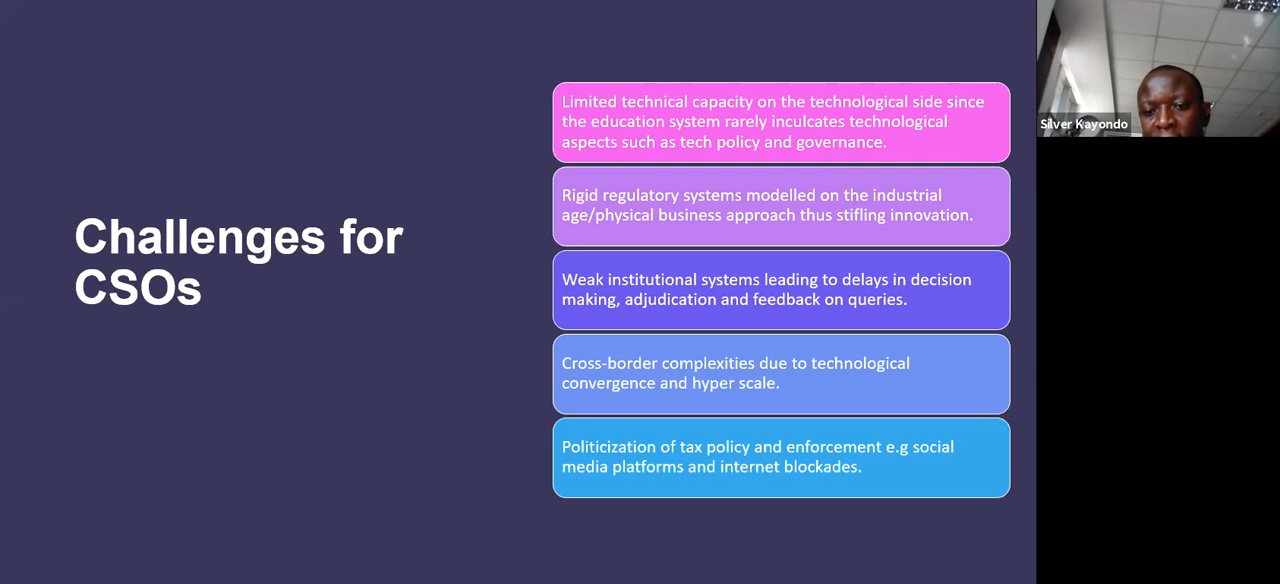 Challenges for
CSOs
Limited technical capacity on the technological side since
the education system rarely inculcates technological
aspects such as tech policy and governance.
Rigid regulatory systems modelled on the industrial
age/physical business approach thus stifling innovation.
Weak institutional systems leading to delays in decision
making, adjudication and feedback on queries.
Cross-border complexities due to technological
convergence and hyper scale.
Politicization of tax policy and enforcement e.g social
media platforms and internet blockades.
Silver Kayondo